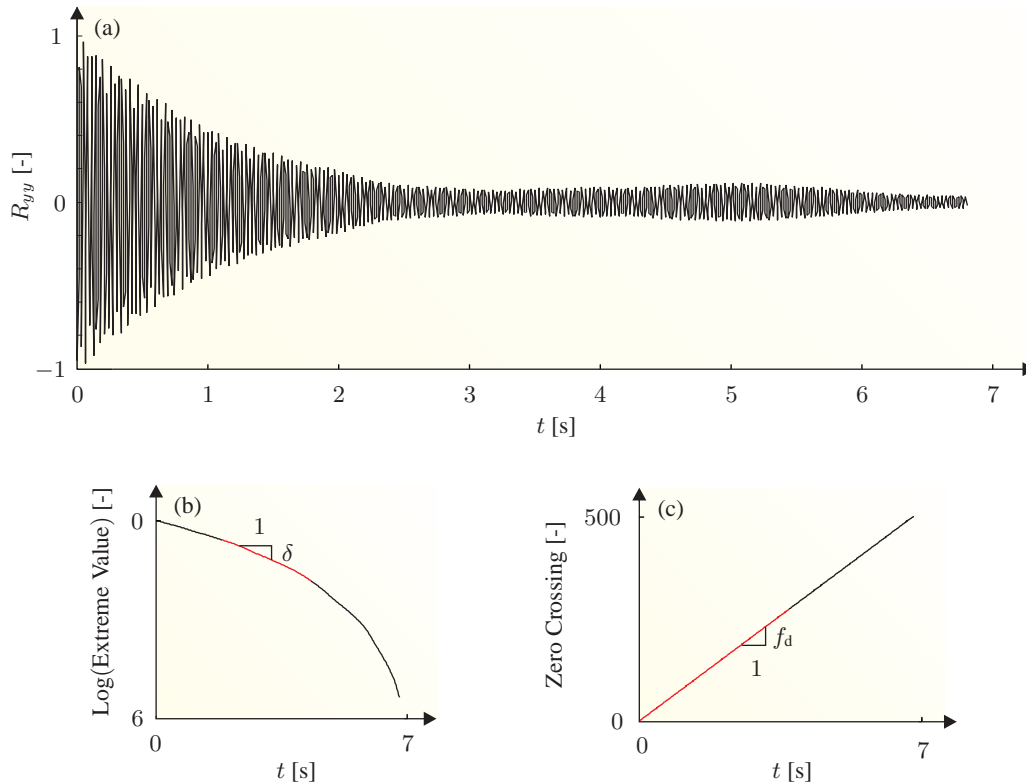 (a)
1
0
−1
R_yy [-]
0 1 2 3 4 5 6 7
t [s]
(b)
0
6
Log(Extreme Value) [-]
1
δ
0 7
t [s]
(c)
500
0
Zero Crossing [-]
f_d
1
0 7
t [s]